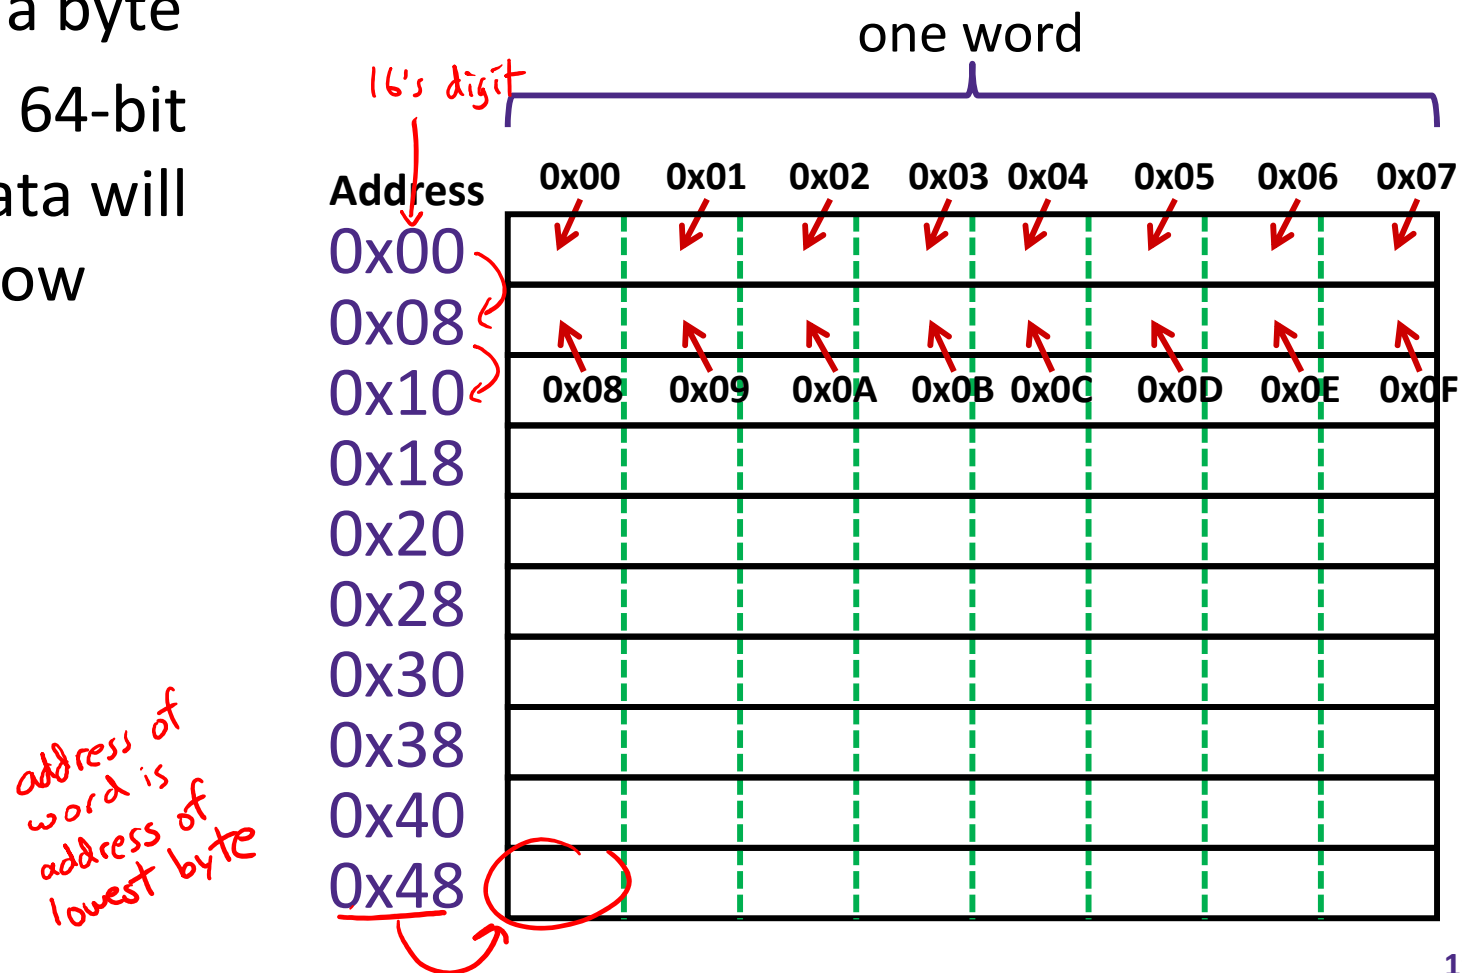 a byte
64-bit
ata will
ow
one word
16's digit
Address 0x00 0x01 0x02 0x03 0x04 0x05 0x06 0x07
0x00
0x08
0x10 0x08 0x09 0x0A 0x0B 0x0C 0x0D 0x0E 0x0F
0x18
0x20
0x28
0x30
0x38
0x40
0x48
address of
word is
address of
lowest byte
1